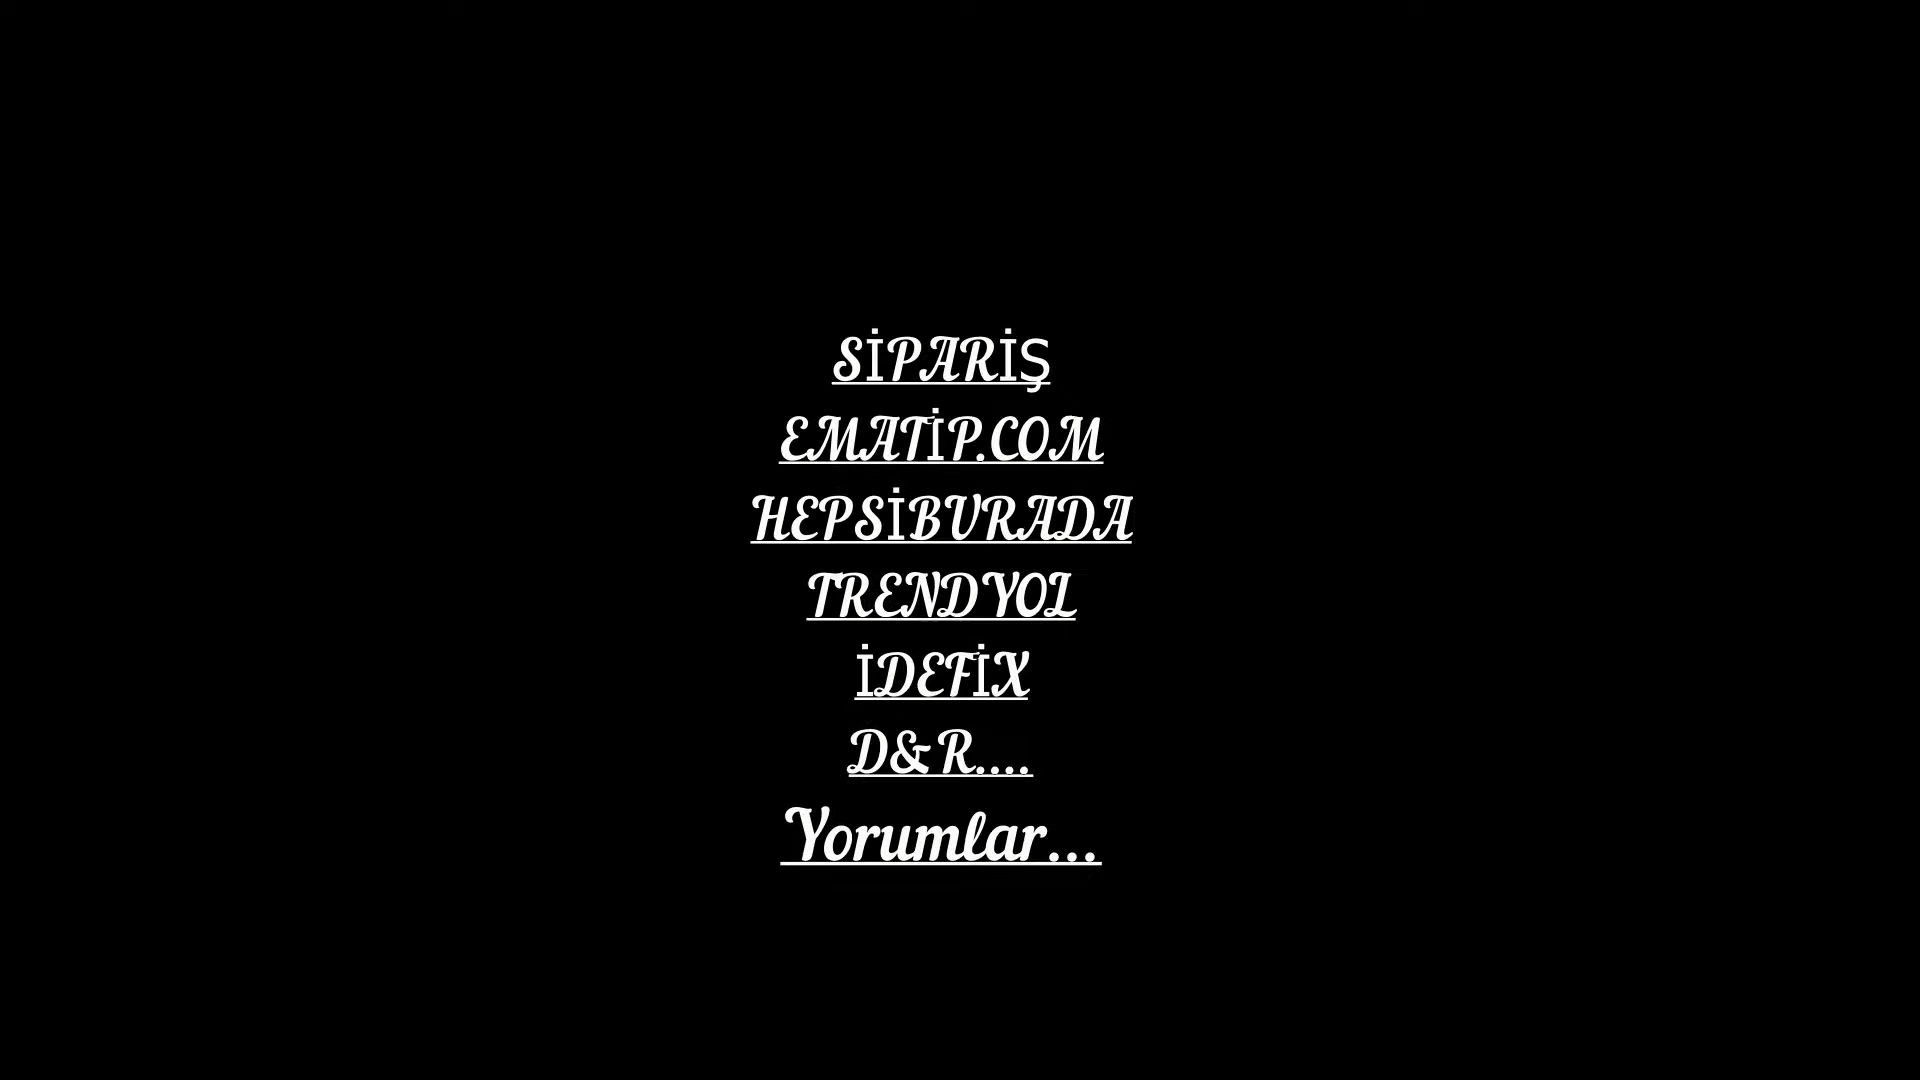 SİPARİŞ
EMATİP.COM
HEPSİBURADA
TRENDYOL
İDEFİX
D&R....
Yorumlar...